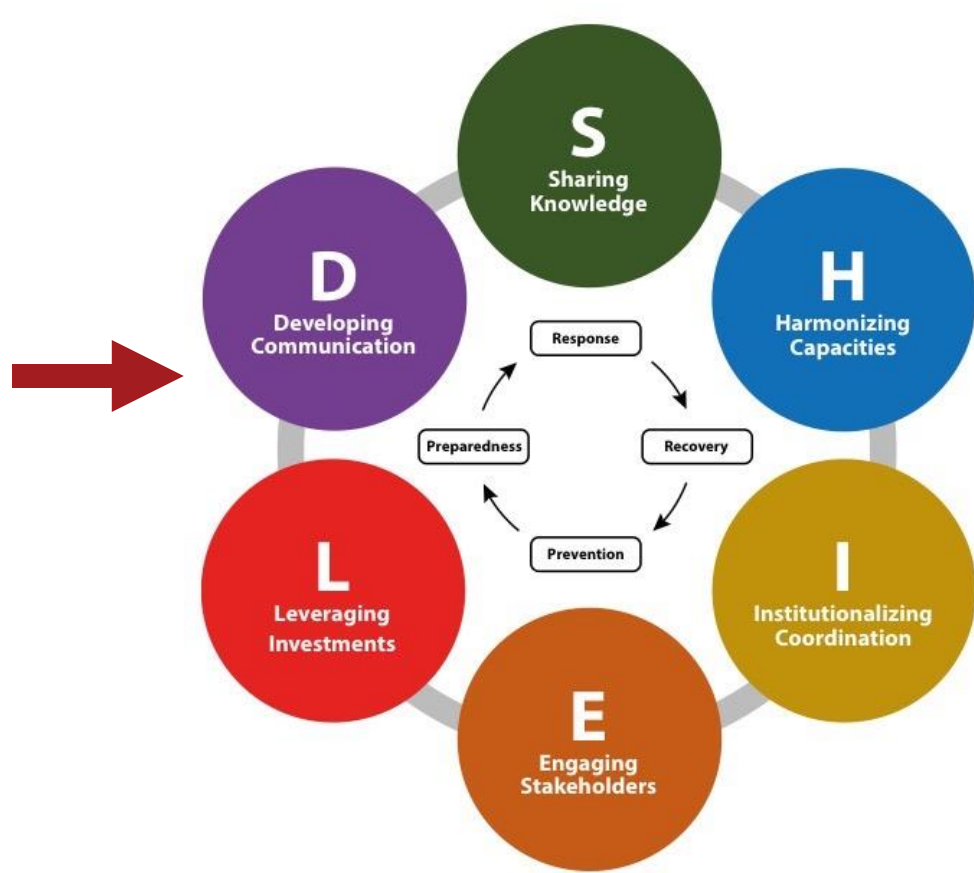 S
Sharing
Knowledge
H
Harmonizing
Capacities
I
Institutionalizing
Coordination
E
Engaging
Stakeholders
L
Leveraging
Investments
D
Developing
Communication
Response
Recovery
Prevention
Preparedness